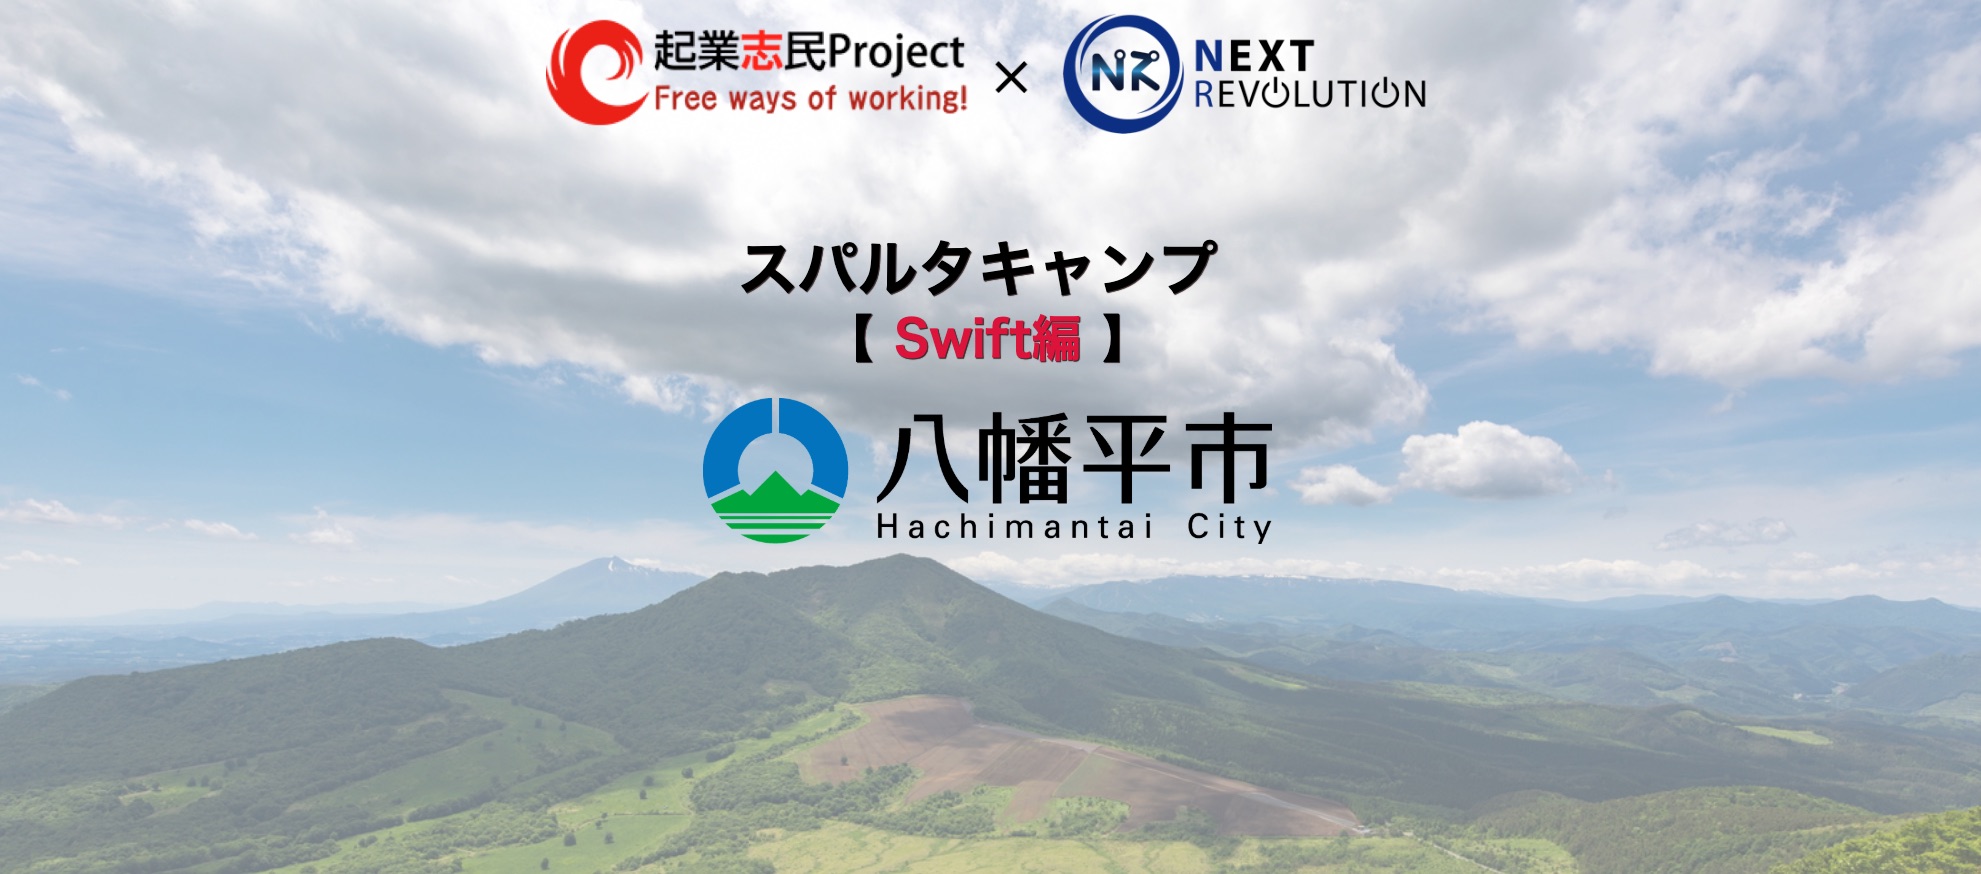 起業志民Project
Free ways of working!
×
NR
NEXT
REVOLUTION
スパルタキャンプ
【 Swift編 】
八幡平市
Hachimantai City